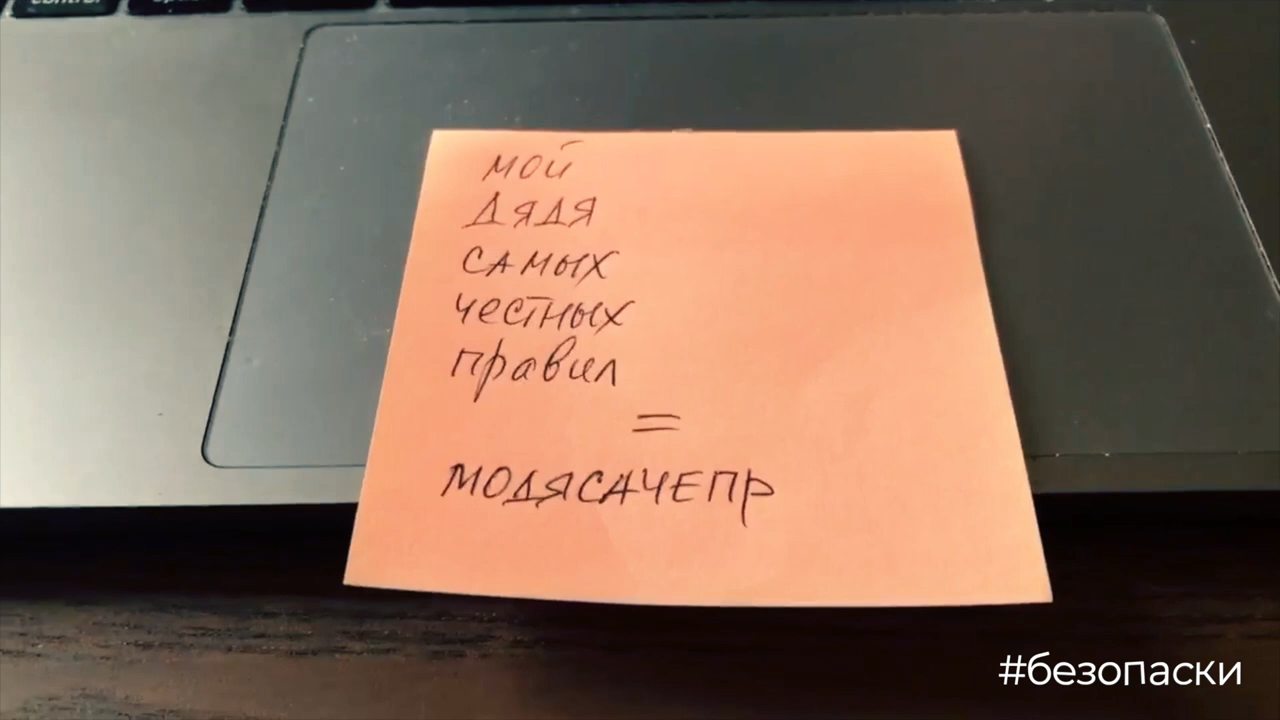 мой
дядя
самых
честных
правил
=
МОДЯСАЧЕПР
#безопаски